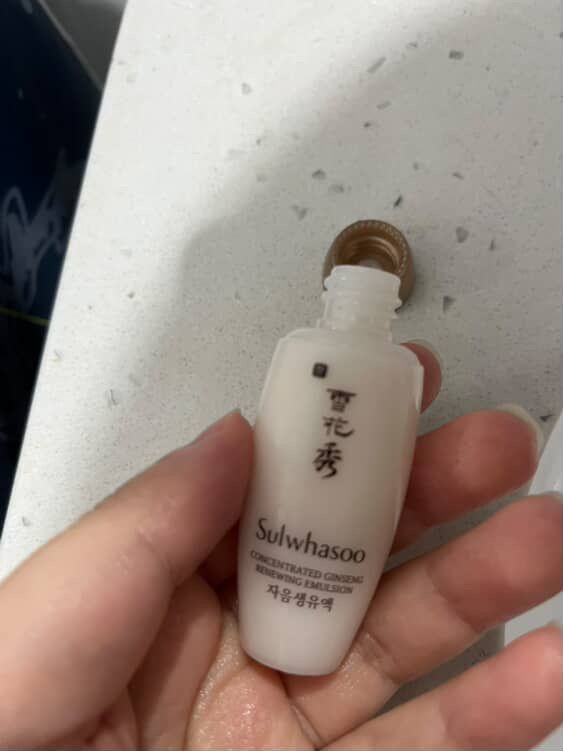 雪
花
秀
Sulwhasoo
CONCENTRATED GINSENG
RENEWING EMULSION
자음생유액